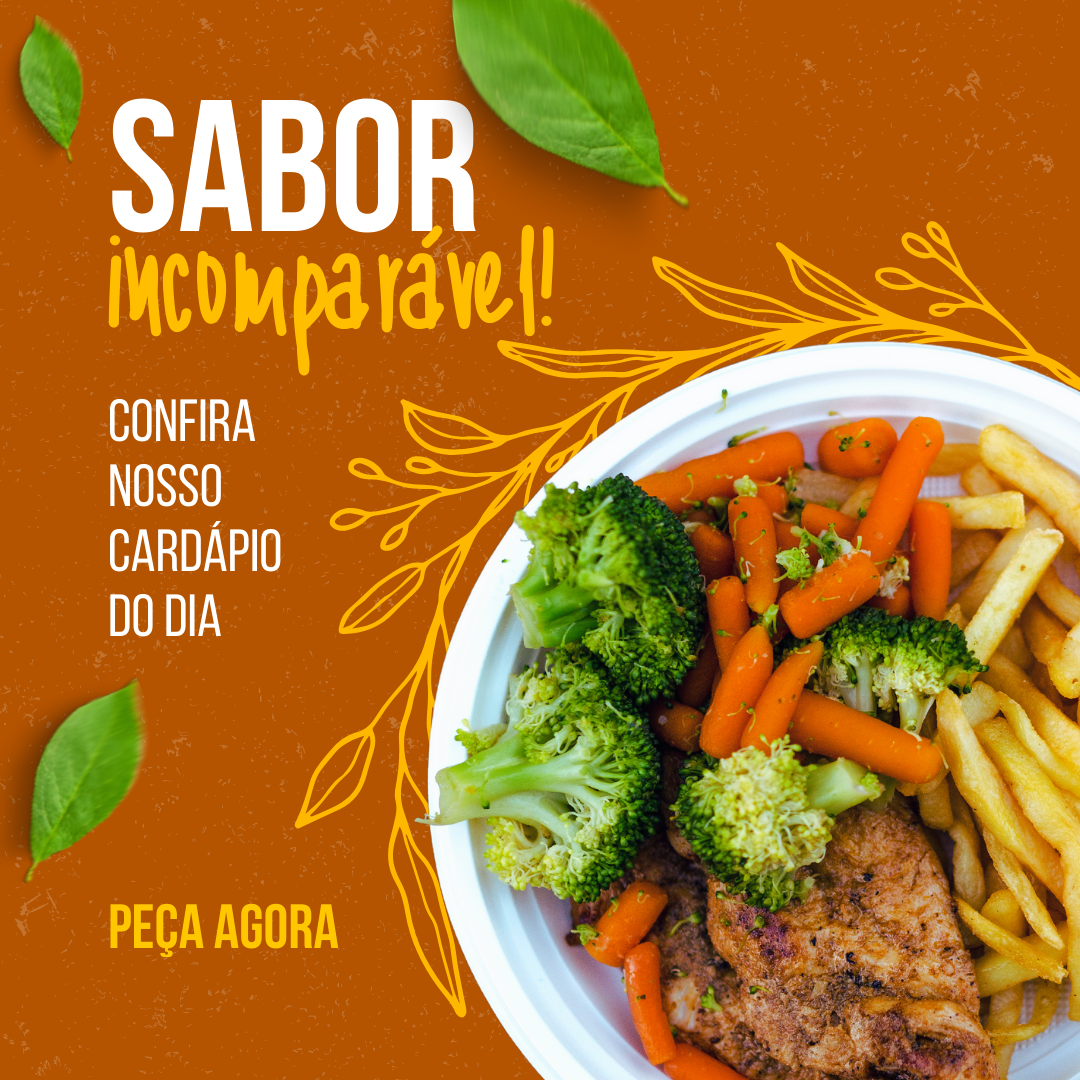 SABOR
incomparável!
CONFIRA
NOSSO
CARDÁPIO
DO DIA
PEÇA AGORA